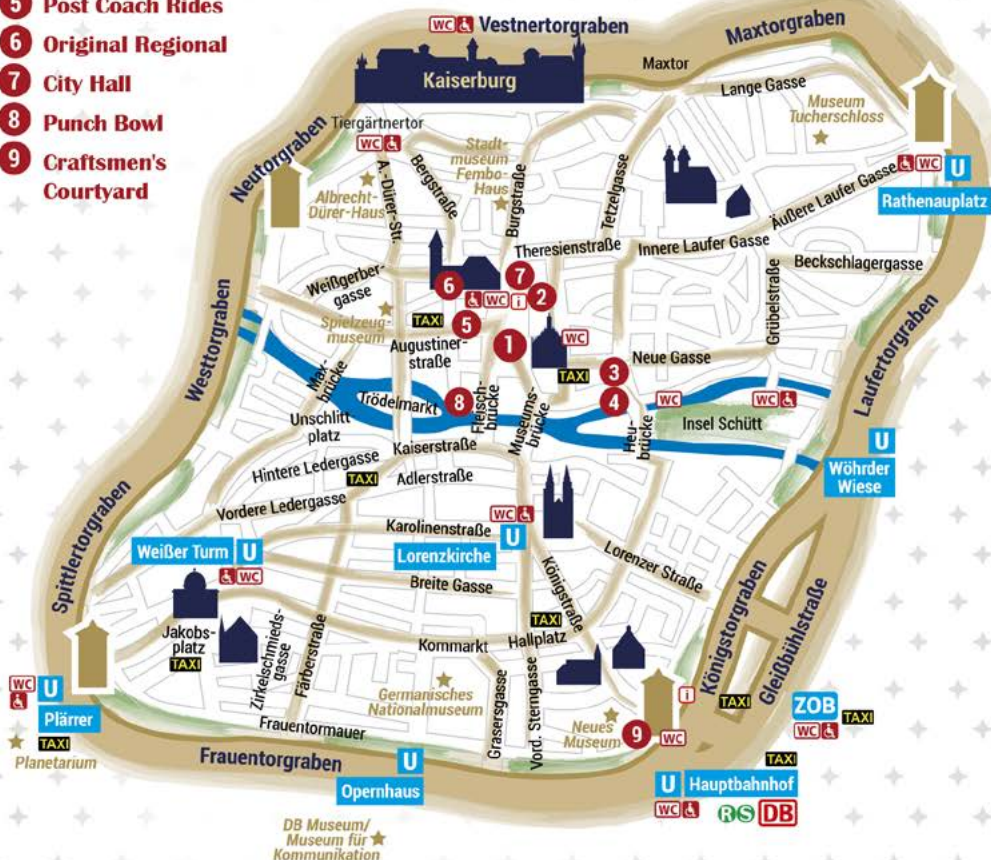 5 Post Coach Rides
6 Original Regional
7 City Hall
8 Punch Bowl
9 Craftsmen's
Courtyard
WC
Vestnertorgraben
Maxtorgraben
Kaiserburg
Maxtor
Lange Gasse
Museum
Tucherschloss
Neutorgraben
Tiergärtnertor
WC
Stadt-
museum
Fembo-
Haus
Bergstraße
A.-Dürer-Str.
Burgstraße
Tetzelgasse
Albrecht-
Dürer-Haus
WC U
Rathenauplatz
Äußere Laufer Gasse
Theresienstraße
Innere Laufer Gasse
Beckschlagergasse
Weißgerber-
gasse
6
7
WC i 2
Grübelstraße
Westtorgraben
Spielzeug-
museum
TAXI
5
1
WC
Augustiner-
straße
Neue Gasse
TAXI
3
4
Laufertorgraben
Max-
brücke
Trödelmarkt
8
Fleisch-
brücke
Museums-
brücke
Heu-
brücke
WC
WC
Insel Schütt
Unschlitt
platz
Kaiserstraße
U
Wöhrder
Wiese
Hintere Ledergasse
TAXI
Adlerstraße
Vordere Ledergasse
Spittlertorgraben
WC
Karolinenstraße
U
Lorenzkirche
Weißer Turm U
WC
Lorenzer Straße
Königstraße
Breite Gasse
Königstorgraben
Gleißbühlstraße
Jakobs-
platz
TAXI
Zirkelschmieds-
gasse
Färberstraße
TAXI
Kornmarkt
Hallplatz
Grasersgasse
Vord. Sterngasse
Germanisches
Nationalmuseum
WC U
Plärrer
TAXI
Planetarium
Frauentormauer
Frauentorgraben
U
Opernhaus
Neues
Museum
9
WC
i
TAXI
ZOB
TAXI
WC
TAXI
U Hauptbahnhof
WC
R S DB
DB Museum/
Museum für
Kommunikation